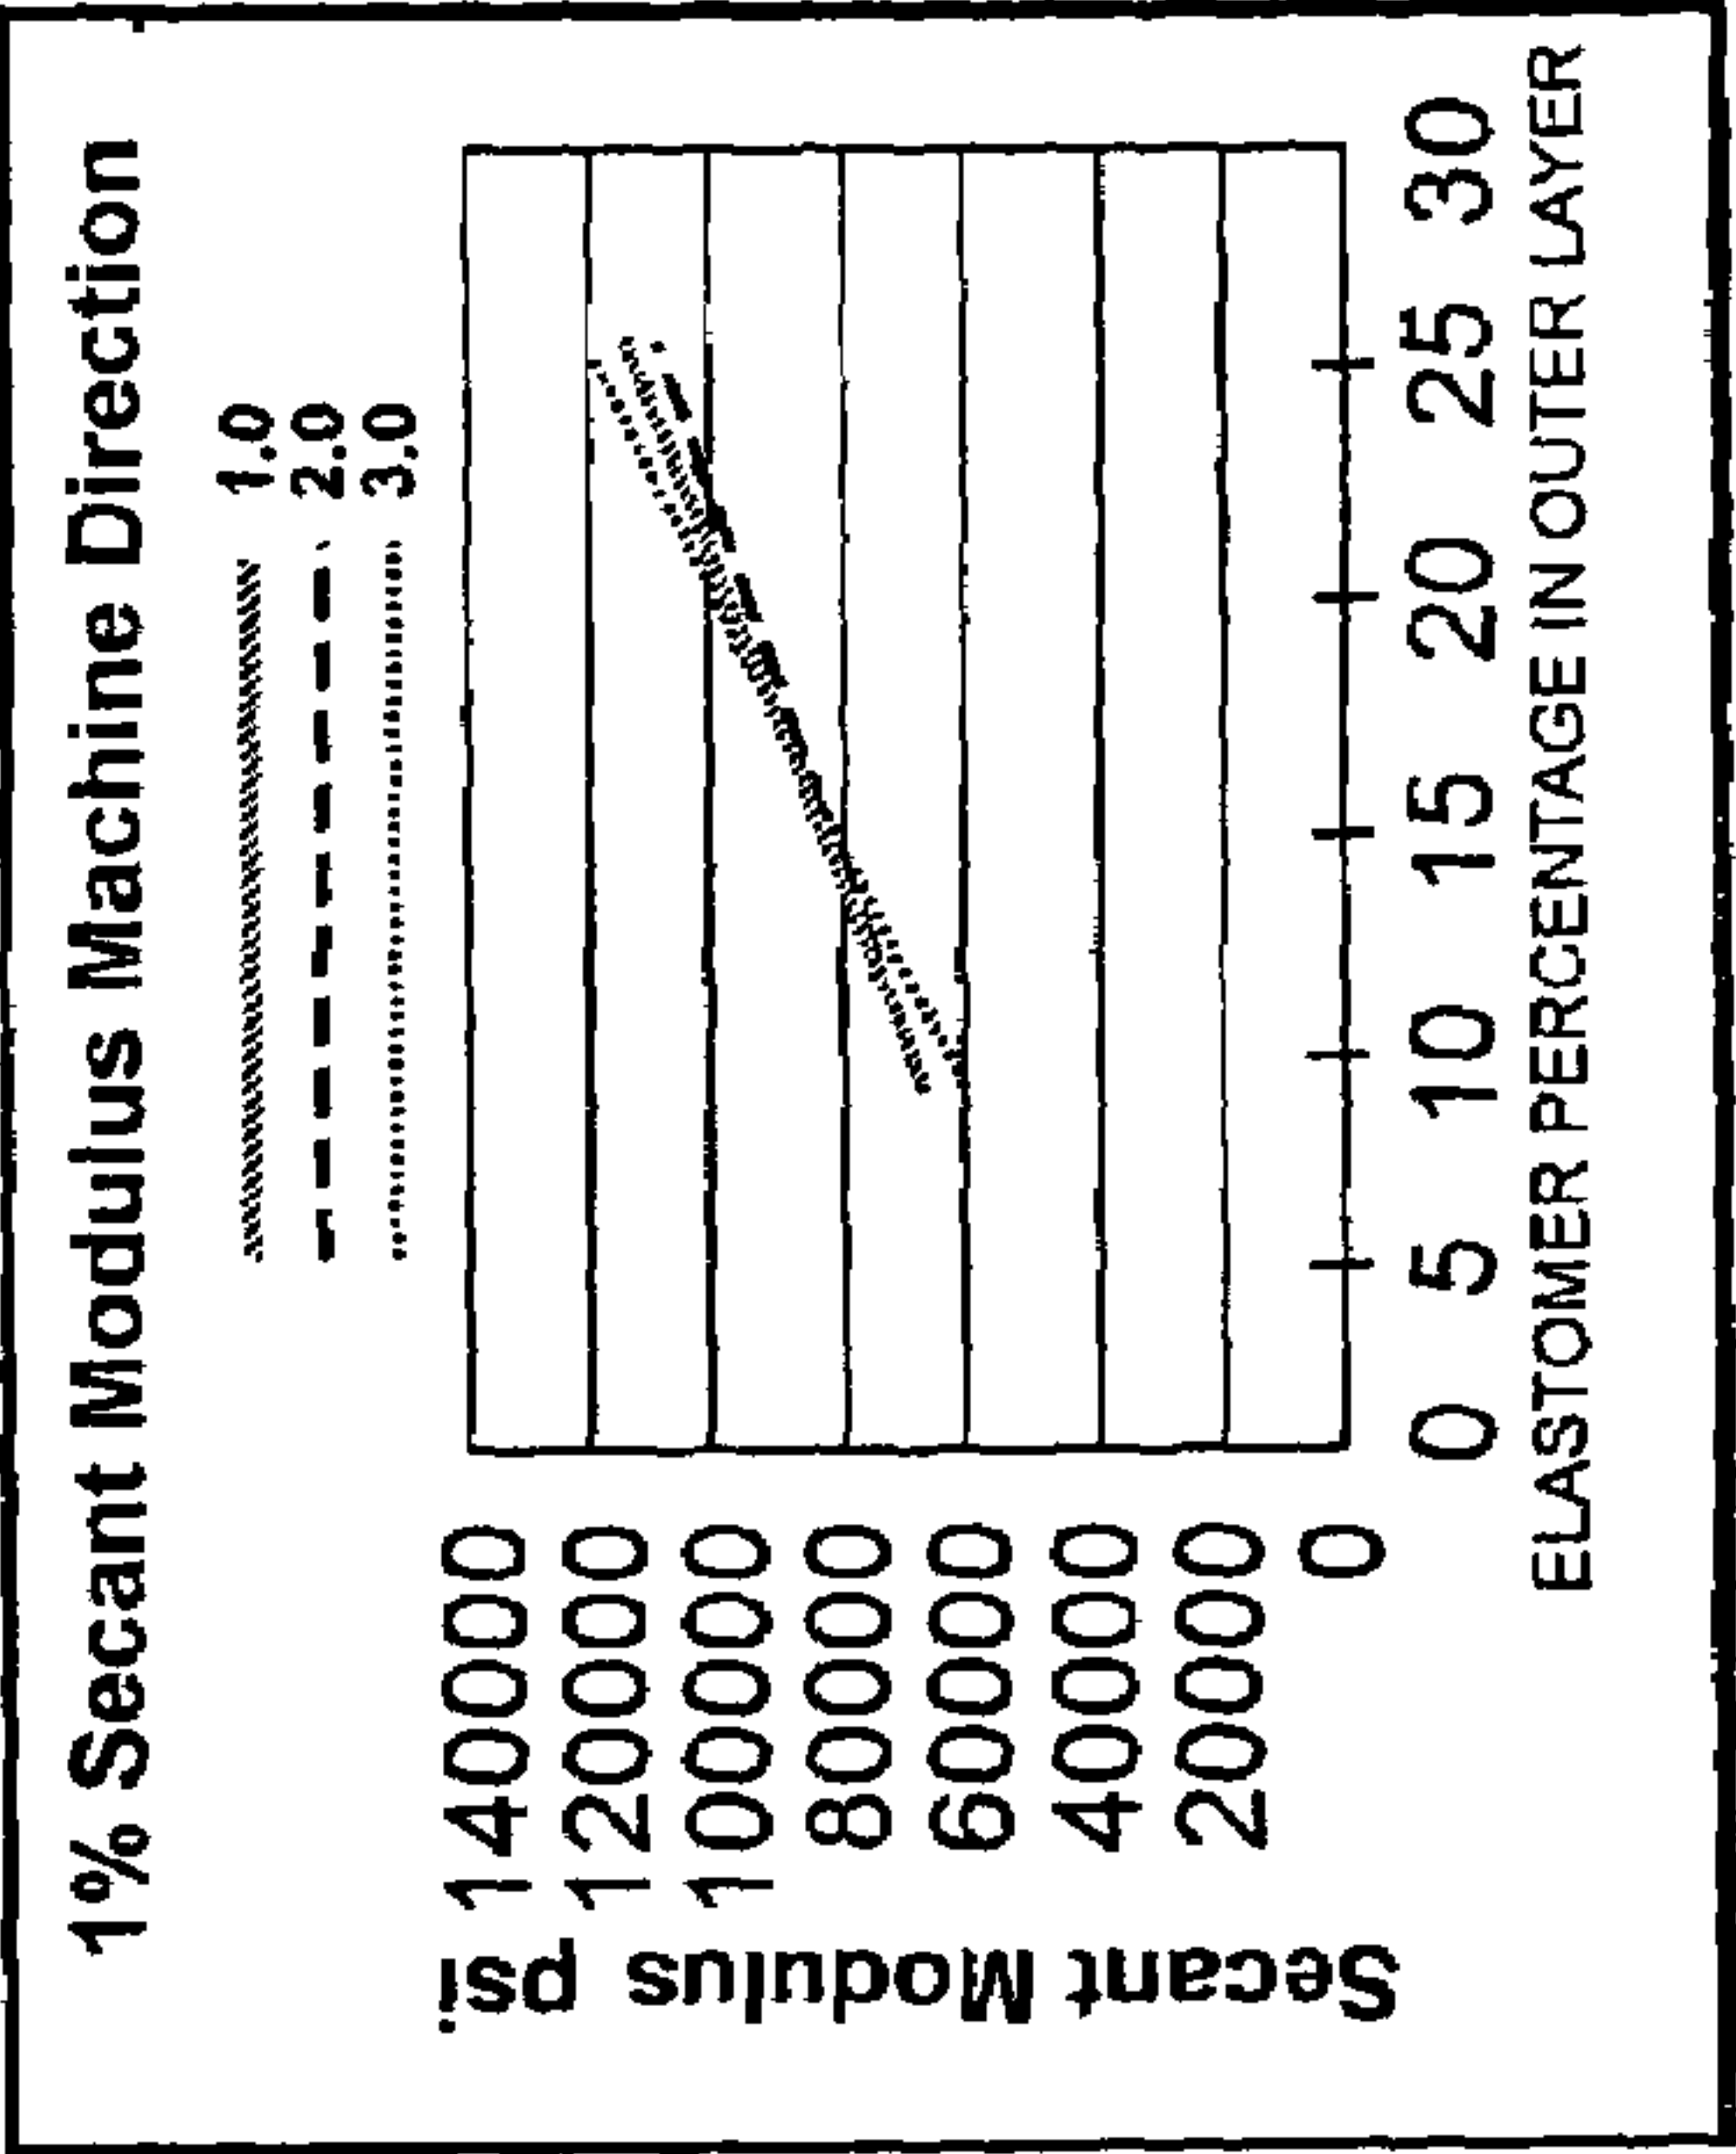 1% Secant Modulus Machine Direction
1.0
2.0
3.0
Secant Modulus psi
140000
120000
100000
80000
60000
40000
20000
0
0 5 10 15 20 25 30
ELASTOMER PERCENTAGE IN OUTER LAYER